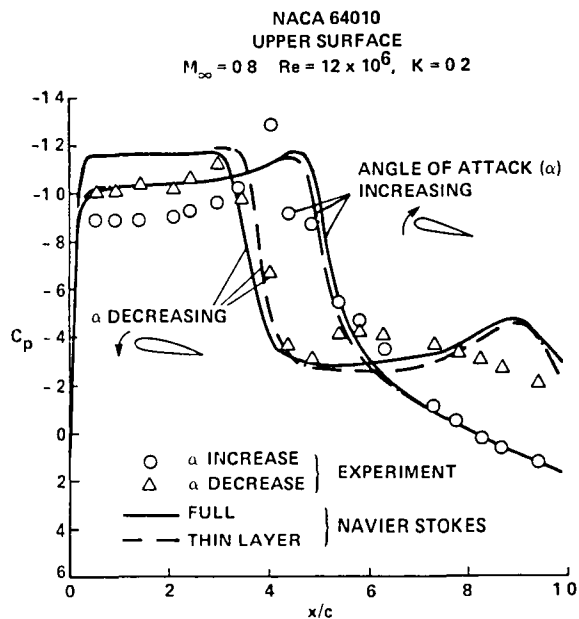 NACA 64010
UPPER SURFACE
M∞ = 0 8 Re = 12 x 10⁶, K = 0 2
-1 4
-1 2
-1 0
- 8
- 6
- 4
- 2
0
2
4
6
Cp
ANGLE OF ATTACK (α)
INCREASING
α DECREASING
○ α INCREASE
△ α DECREASE
EXPERIMENT
FULL
THIN LAYER
NAVIER STOKES
0 2 4 6 8 1 0
x/c